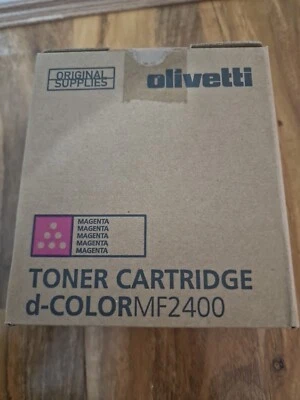 ORIGINAL
SUPPLIES
olivetti
MAGENTA
MAGENTA
MAGENTA
MAGENTA
MAGENTA
TONER CARTRIDGE
d-COLORMF2400